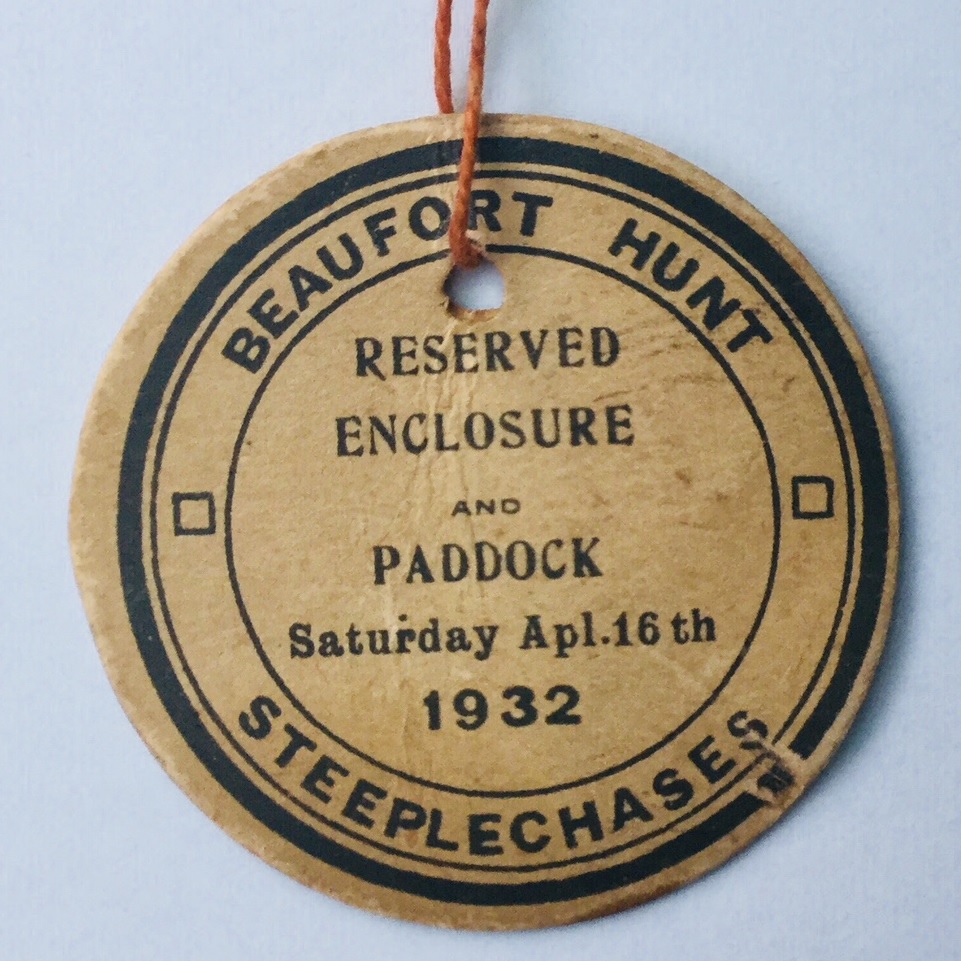 BEAUFORT HUNT
RESERVED
ENCLOSURE
AND
PADDOCK
Saturday Apl.16th
1932
STEEPLECHASES